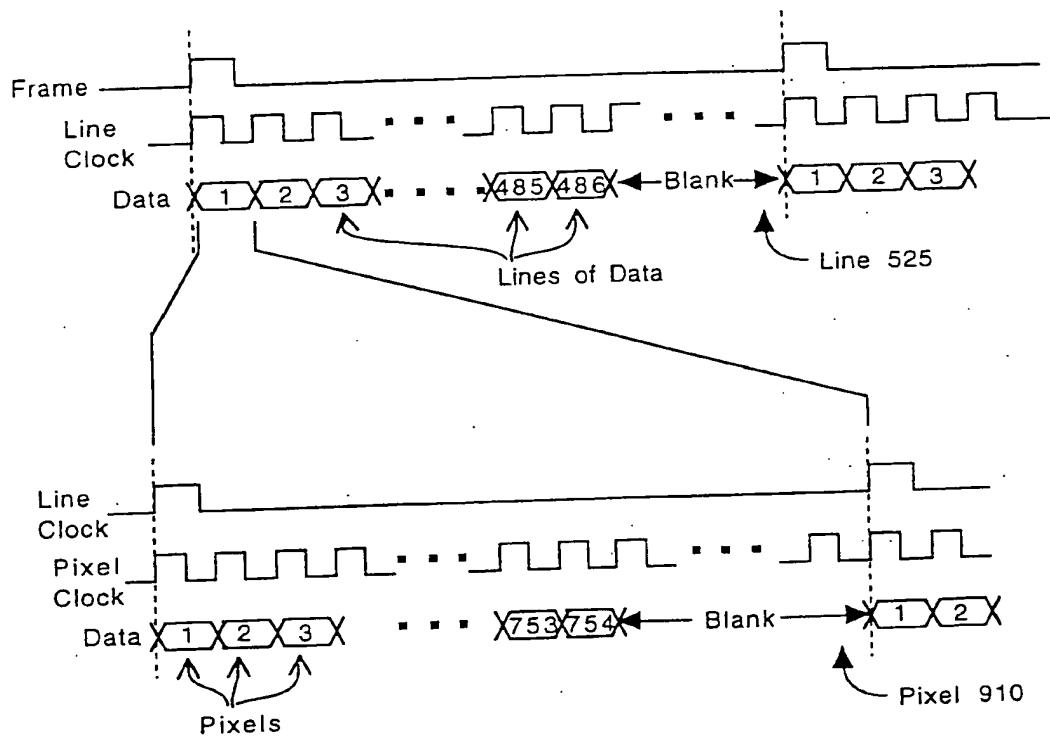 Frame
Line
Clock
Data 1 2 3 485 486 Blank 1 2 3
Lines of Data
Line 525
Line
Clock
Pixel
Clock
Data 1 2 3 753 754 Blank 1 2
Pixels
Pixel 910